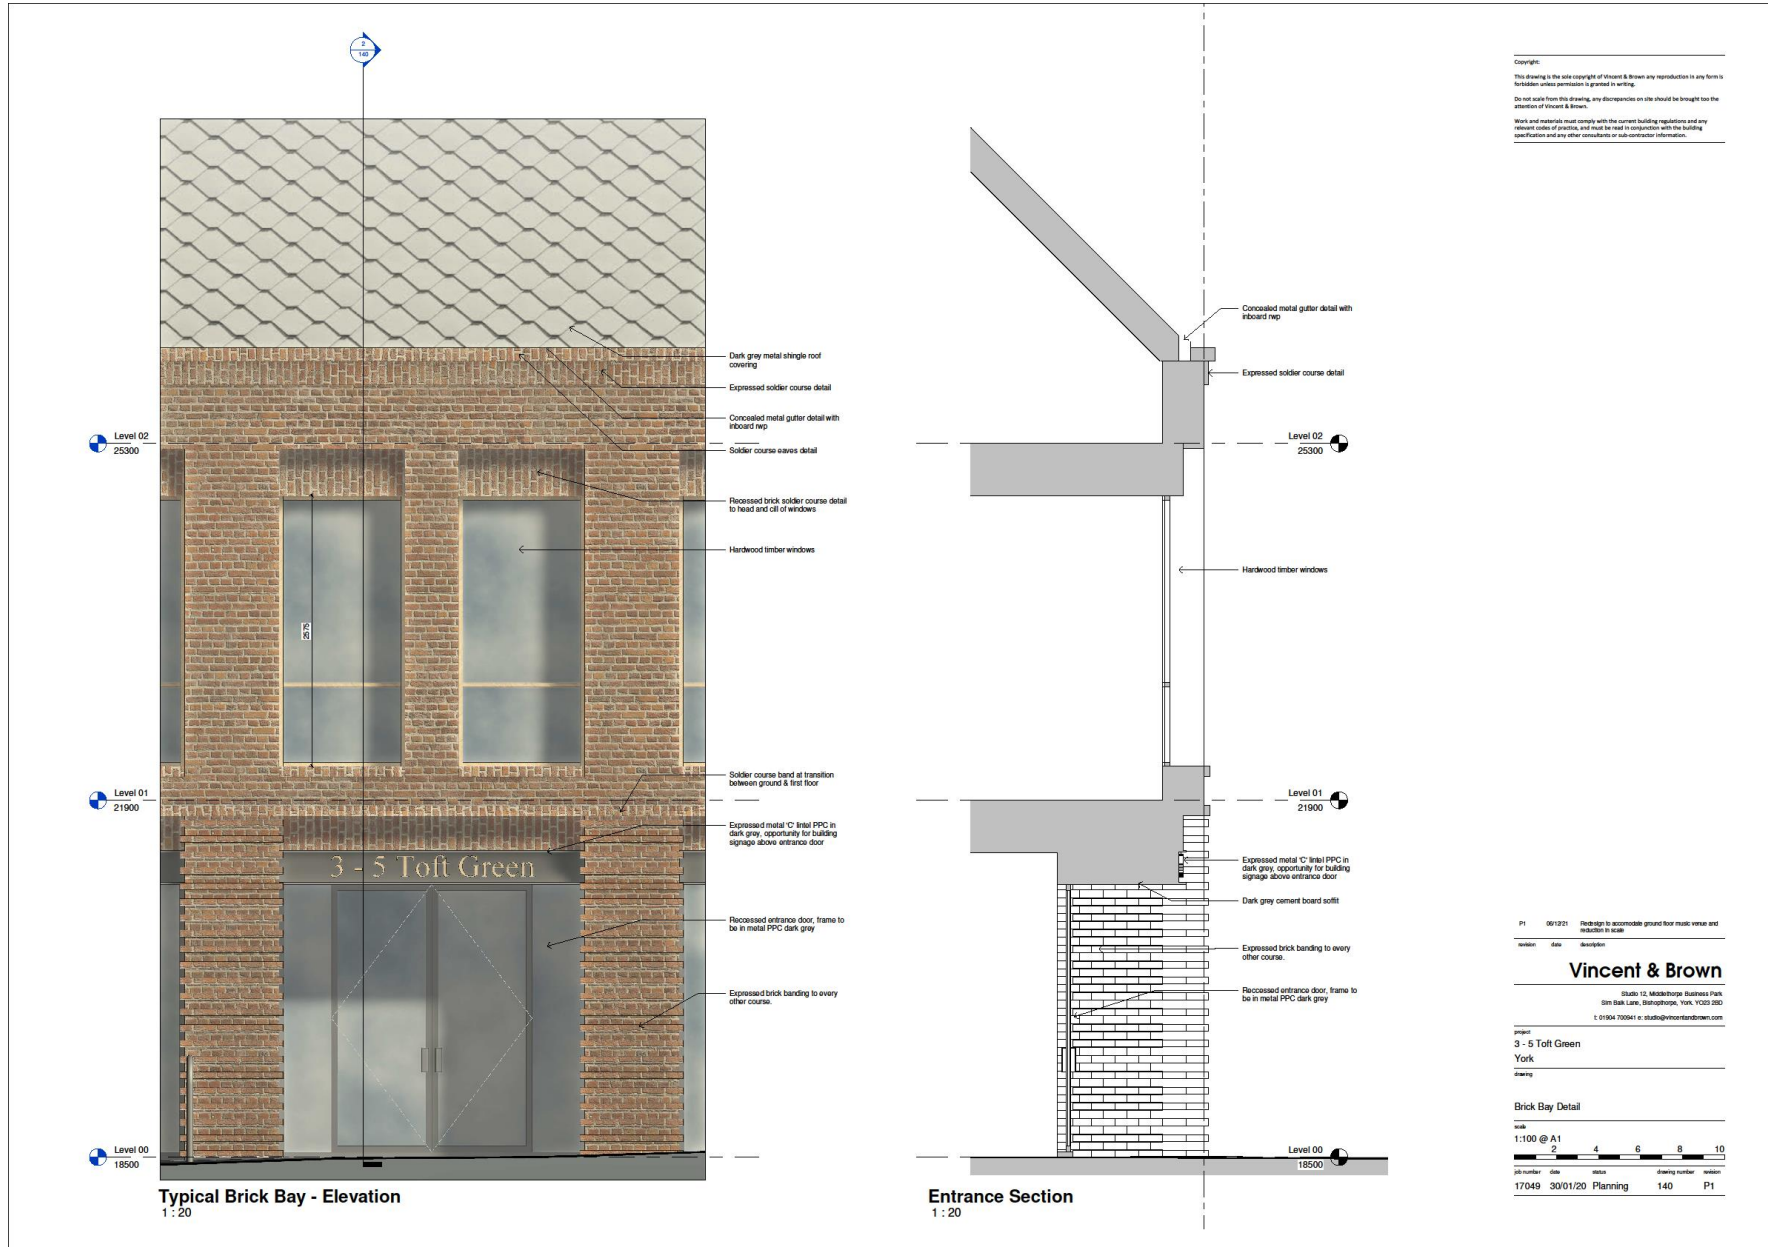 2
140
Copyright:
This drawing is the sole copyright of Vincent & Brown any reproduction in any form is
forbidden unless permission is granted in writing.
Do not scale from this drawing, any discrepancies on site should be brought too the
attention of Vincent & Brown.
Work and materials must comply with the current building regulations and any
relevant codes of practice, and must be read in conjunction with the building
specification and any other consultants or sub-contractor information.
Dark grey metal shingle roof
covering
Expressed soldier course detail
Concealed metal gutter detail with
inboard rwp
Soldier course eaves detail
Recessed brick soldier course detail
to head and cill of windows
Hardwood timber windows
Soldier course band at transition
between ground & first floor
Expressed metal 'C' lintel PPC in
dark grey, opportunity for building
signage above entrance door
Reccessed entrance door, frame to
be in metal PPC dark grey
Expressed brick banding to every
other course.
Level 02
25300
Level 01
21900
Level 00
18500
2575
3 - 5 Toft Green
Typical Brick Bay - Elevation
1 : 20
Concealed metal gutter detail with
inboard rwp
Expressed soldier course detail
Level 02
25300
Hardwood timber windows
Level 01
21900
Expressed metal 'C' lintel PPC in
dark grey, opportunity for building
signage above entrance door
Dark grey cement board soffit
Expressed brick banding to every
other course.
Reccessed entrance door, frame to
be in metal PPC dark grey
Level 00
18500
Entrance Section
1 : 20
P1 06/12/21 Redesign to accomodate ground floor music venue and
reduction in scale
revision date description
Vincent & Brown
Studio 12, Middlethorpe Business Park
Sim Balk Lane, Bishopthorpe, York. YO23 2BD
t: 01904 700941 e: studio@vincentandbrown.com
project
3 - 5 Toft Green
York
drawing
Brick Bay Detail
scale
1:100 @ A1
2 4 6 8 10
job number date status drawing number revision
17049 30/01/20 Planning 140 P1